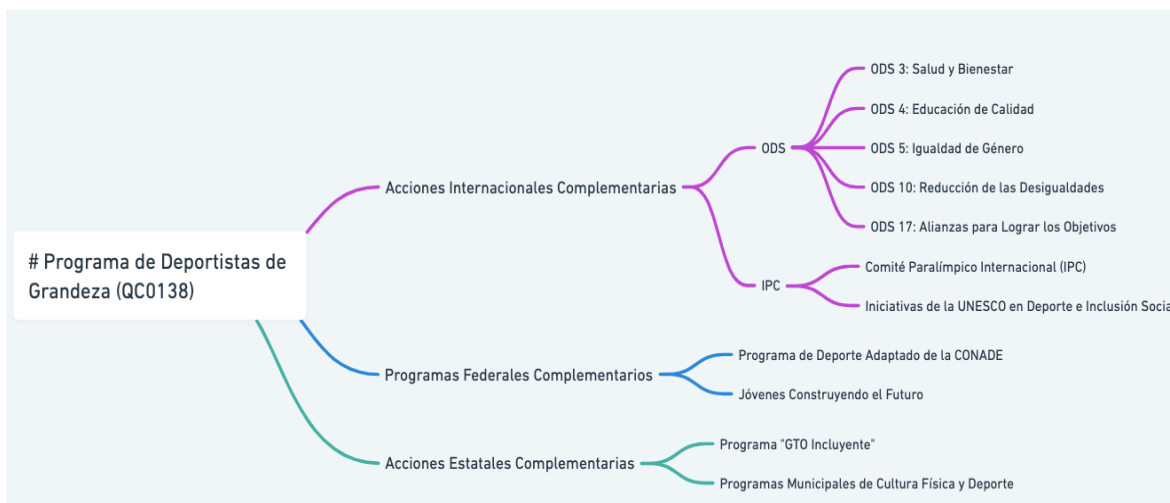 # Programa de Deportistas de
Grandeza (QC0138)
Acciones Internacionales Complementarias
ODS
ODS 3: Salud y Bienestar
ODS 4: Educación de Calidad
ODS 5: Igualdad de Género
ODS 10: Reducción de las Desigualdades
ODS 17: Alianzas para Lograr los Objetivos
IPC
Comité Paralímpico Internacional (IPC)
Iniciativas de la UNESCO en Deporte e Inclusión Socia
Programas Federales Complementarios
Programa de Deporte Adaptado de la CONADE
Jóvenes Construyendo el Futuro
Acciones Estatales Complementarias
Programa "GTO Incluyente"
Programas Municipales de Cultura Física y Deporte